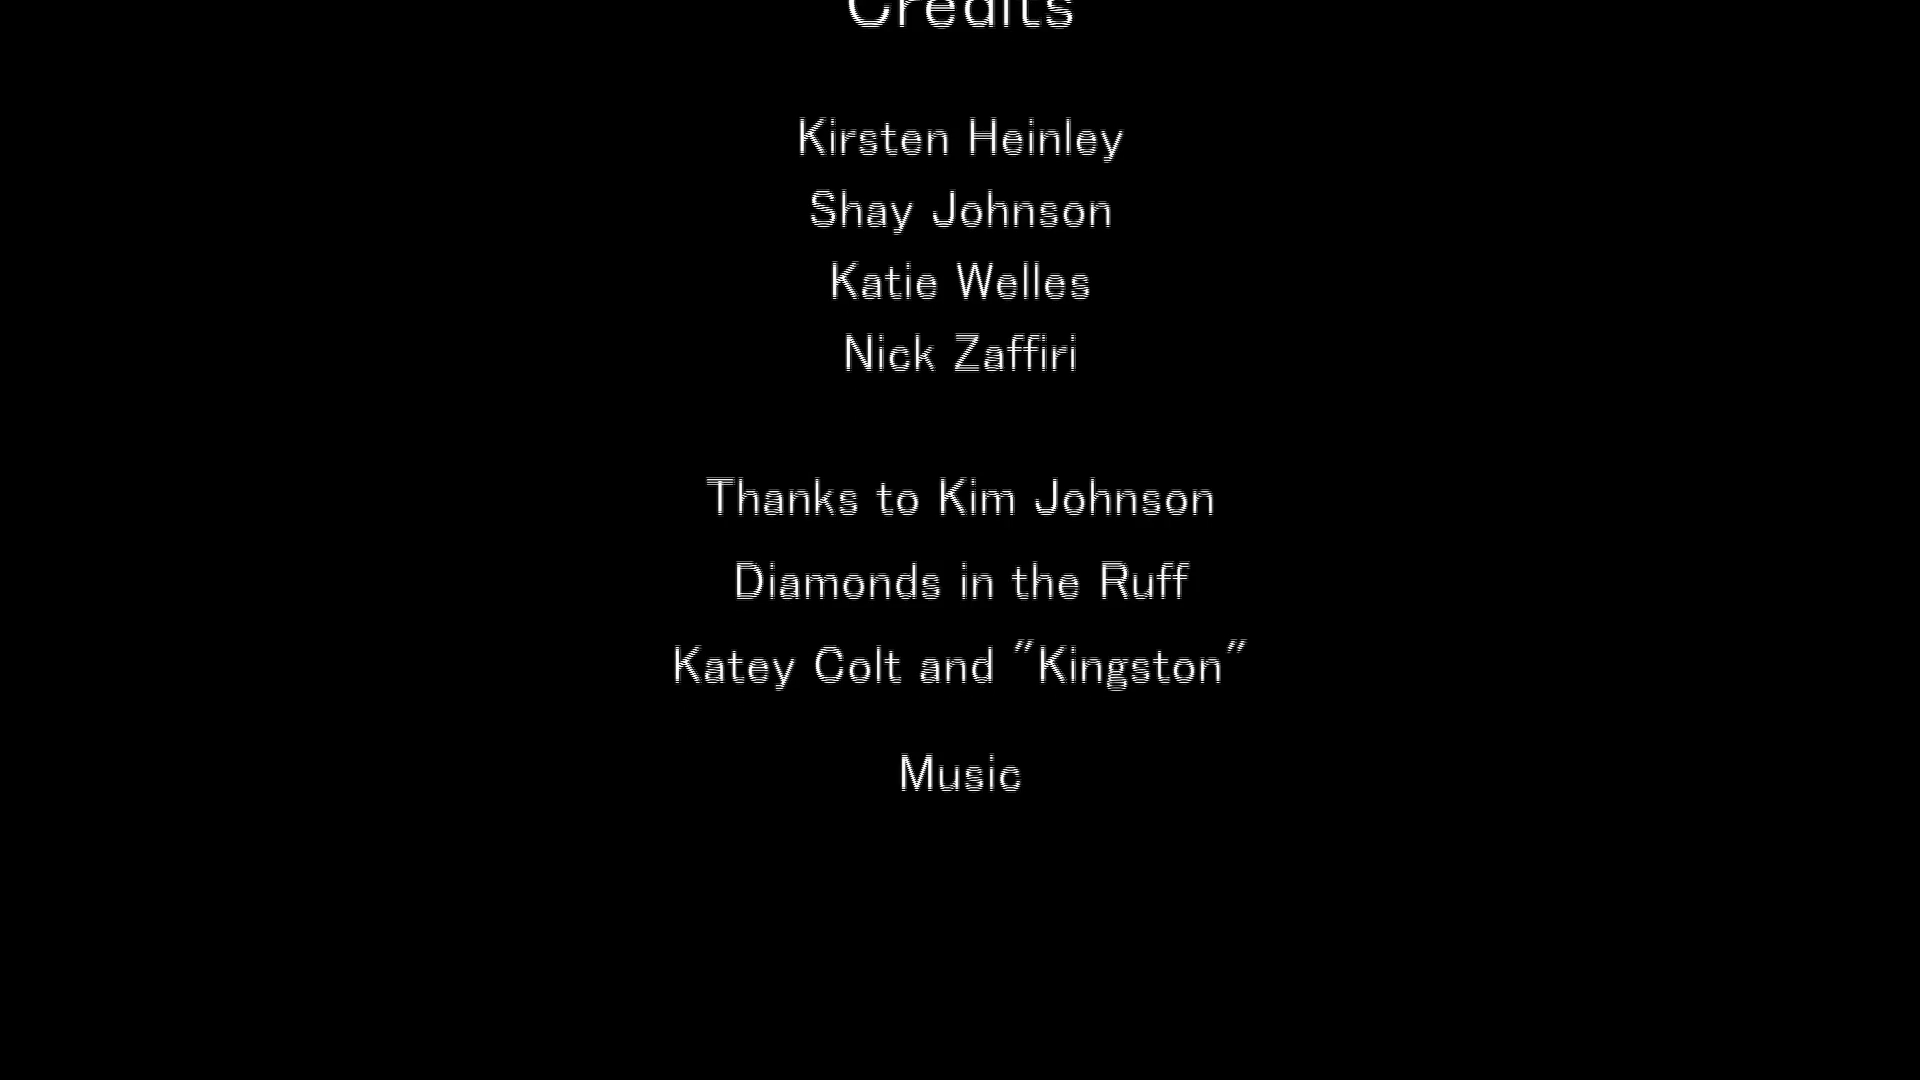 Credits
Kirsten Heinley
Shay Johnson
Katie Welles
Nick Zaffiri
Thanks to Kim Johnson
Diamonds in the Ruff
Katey Colt and "Kingston"
Music